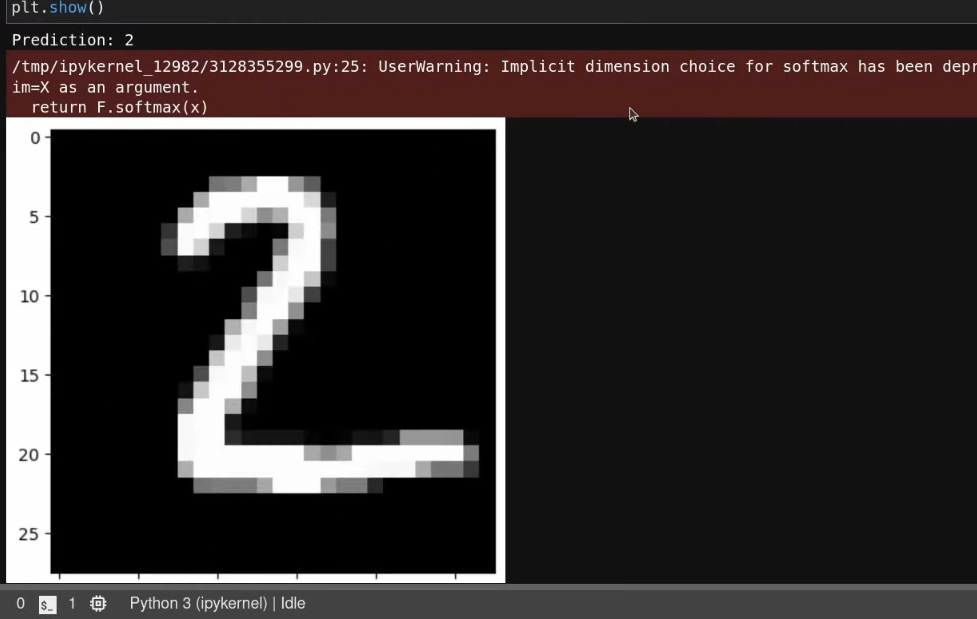 plt.show()
Prediction: 2
/tmp/ipykernel_12982/3128355299.py:25: UserWarning: Implicit dimension choice for softmax has been depr
im=X as an argument.
return F.softmax(x)
0
5
10
15
20
25
2
0 $_ 1 Python 3 (ipykernel) | Idle